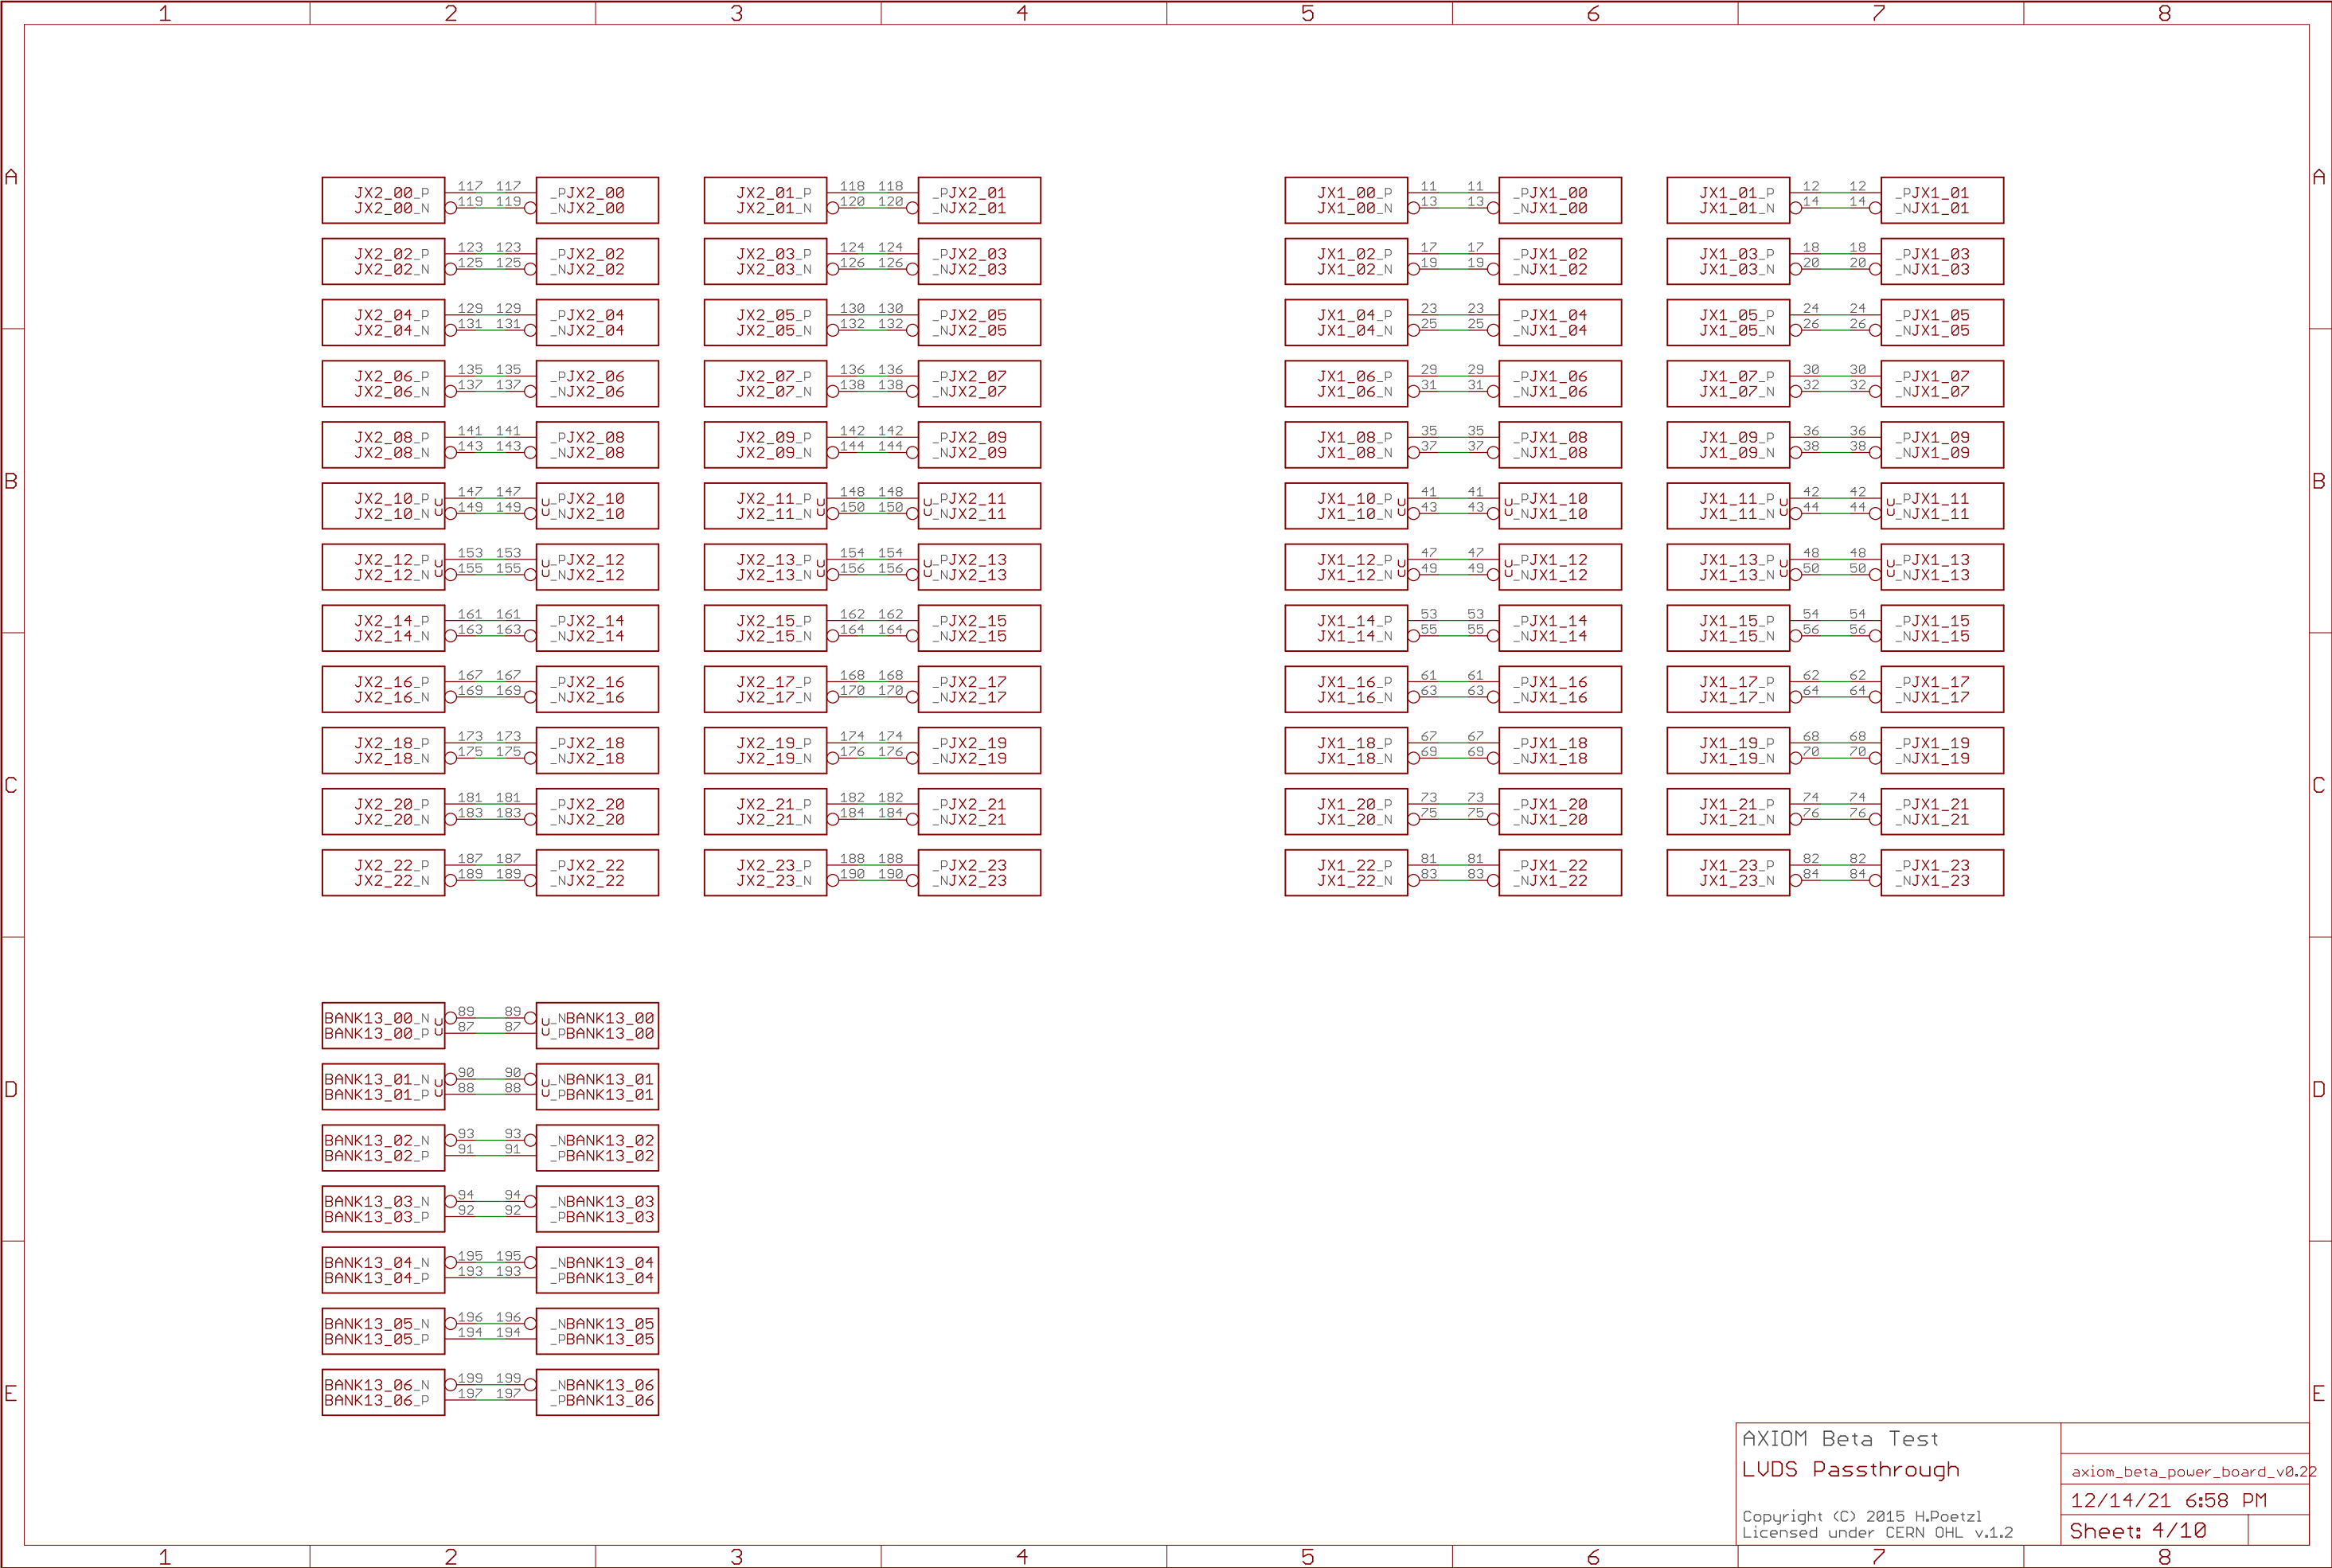 1 2 3 4 5 6 7 8
A A
JX2_00_P 117 117 _PJX2_00 JX2_01_P 118 118 _PJX2_01 JX1_00_P 11 11 _PJX1_00 JX1_01_P 12 12 _PJX1_01
JX2_00_N 119 119 _NJX2_00 JX2_01_N 120 120 _NJX2_01 JX1_00_N 13 13 _NJX1_00 JX1_01_N 14 14 _NJX1_01
JX2_02_P 123 123 _PJX2_02 JX2_03_P 124 124 _PJX2_03 JX1_02_P 17 17 _PJX1_02 JX1_03_P 18 18 _PJX1_03
JX2_02_N 125 125 _NJX2_02 JX2_03_N 126 126 _NJX2_03 JX1_02_N 19 19 _NJX1_02 JX1_03_N 20 20 _NJX1_03
JX2_04_P 129 129 _PJX2_04 JX2_05_P 130 130 _PJX2_05 JX1_04_P 23 23 _PJX1_04 JX1_05_P 24 24 _PJX1_05
JX2_04_N 131 131 _NJX2_04 JX2_05_N 132 132 _NJX2_05 JX1_04_N 25 25 _NJX1_04 JX1_05_N 26 26 _NJX1_05
JX2_06_P 135 135 _PJX2_06 JX2_07_P 136 136 _PJX2_07 JX1_06_P 29 29 _PJX1_06 JX1_07_P 30 30 _PJX1_07
JX2_06_N 137 137 _NJX2_06 JX2_07_N 138 138 _NJX2_07 JX1_06_N 31 31 _NJX1_06 JX1_07_N 32 32 _NJX1_07
JX2_08_P 141 141 _PJX2_08 JX2_09_P 142 142 _PJX2_09 JX1_08_P 35 35 _PJX1_08 JX1_09_P 36 36 _PJX1_09
JX2_08_N 143 143 _NJX2_08 JX2_09_N 144 144 _NJX2_09 JX1_08_N 37 37 _NJX1_08 JX1_09_N 38 38 _NJX1_09
B B
JX2_10_P U 147 147 U _PJX2_10 JX2_11_P U 148 148 U _PJX2_11 JX1_10_P U 41 41 U _PJX1_10 JX1_11_P U 42 42 U _PJX1_11
JX2_10_N U 149 149 U _NJX2_10 JX2_11_N U 150 150 U _NJX2_11 JX1_10_N U 43 43 U _NJX1_10 JX1_11_N U 44 44 U _NJX1_11
JX2_12_P U 153 153 U _PJX2_12 JX2_13_P U 154 154 U _PJX2_13 JX1_12_P U 47 47 U _PJX1_12 JX1_13_P U 48 48 U _PJX1_13
JX2_12_N U 155 155 U _NJX2_12 JX2_13_N U 156 156 U _NJX2_13 JX1_12_N U 49 49 U _NJX1_12 JX1_13_N U 50 50 U _NJX1_13
JX2_14_P 161 161 _PJX2_14 JX2_15_P 162 162 _PJX2_15 JX1_14_P 53 53 _PJX1_14 JX1_15_P 54 54 _PJX1_15
JX2_14_N 163 163 _NJX2_14 JX2_15_N 164 164 _NJX2_15 JX1_14_N 55 55 _NJX1_14 JX1_15_N 56 56 _NJX1_15
JX2_16_P 167 167 _PJX2_16 JX2_17_P 168 168 _PJX2_17 JX1_16_P 61 61 _PJX1_16 JX1_17_P 62 62 _PJX1_17
JX2_16_N 169 169 _NJX2_16 JX2_17_N 170 170 _NJX2_17 JX1_16_N 63 63 _NJX1_16 JX1_17_N 64 64 _NJX1_17
JX2_18_P 173 173 _PJX2_18 JX2_19_P 174 174 _PJX2_19 JX1_18_P 67 67 _PJX1_18 JX1_19_P 68 68 _PJX1_19
JX2_18_N 175 175 _NJX2_18 JX2_19_N 176 176 _NJX2_19 JX1_18_N 69 69 _NJX1_18 JX1_19_N 70 70 _NJX1_19
C C
JX2_20_P 181 181 _PJX2_20 JX2_21_P 182 182 _PJX2_21 JX1_20_P 73 73 _PJX1_20 JX1_21_P 74 74 _PJX1_21
JX2_20_N 183 183 _NJX2_20 JX2_21_N 184 184 _NJX2_21 JX1_20_N 75 75 _NJX1_20 JX1_21_N 76 76 _NJX1_21
JX2_22_P 187 187 _PJX2_22 JX2_23_P 188 188 _PJX2_23 JX1_22_P 81 81 _PJX1_22 JX1_23_P 82 82 _PJX1_23
JX2_22_N 189 189 _NJX2_22 JX2_23_N 190 190 _NJX2_23 JX1_22_N 83 83 _NJX1_22 JX1_23_N 84 84 _NJX1_23
BANK13_00_N U 89 89 U _NBANK13_00
BANK13_00_P U 87 87 U _PBANK13_00
BANK13_01_N U 90 90 U _NBANK13_01
D D
BANK13_01_P U 88 88 U _PBANK13_01
BANK13_02_N 93 93 _NBANK13_02
BANK13_02_P 91 91 _PBANK13_02
BANK13_03_N 94 94 _NBANK13_03
BANK13_03_P 92 92 _PBANK13_03
BANK13_04_N 195 195 _NBANK13_04
BANK13_04_P 193 193 _PBANK13_04
BANK13_05_N 196 196 _NBANK13_05
BANK13_05_P 194 194 _PBANK13_05
BANK13_06_N 199 199 _NBANK13_06
E E
BANK13_06_P 197 197 _PBANK13_06
AXIOM Beta Test
LVDS Passthrough
axiom_beta_power_board_v0.22
12/14/21 6:58 PM
Copyright (C) 2015 H.Poetzl
Licensed under CERN OHL v.1.2
Sheet: 4/10
1 2 3 4 5 6 7 8